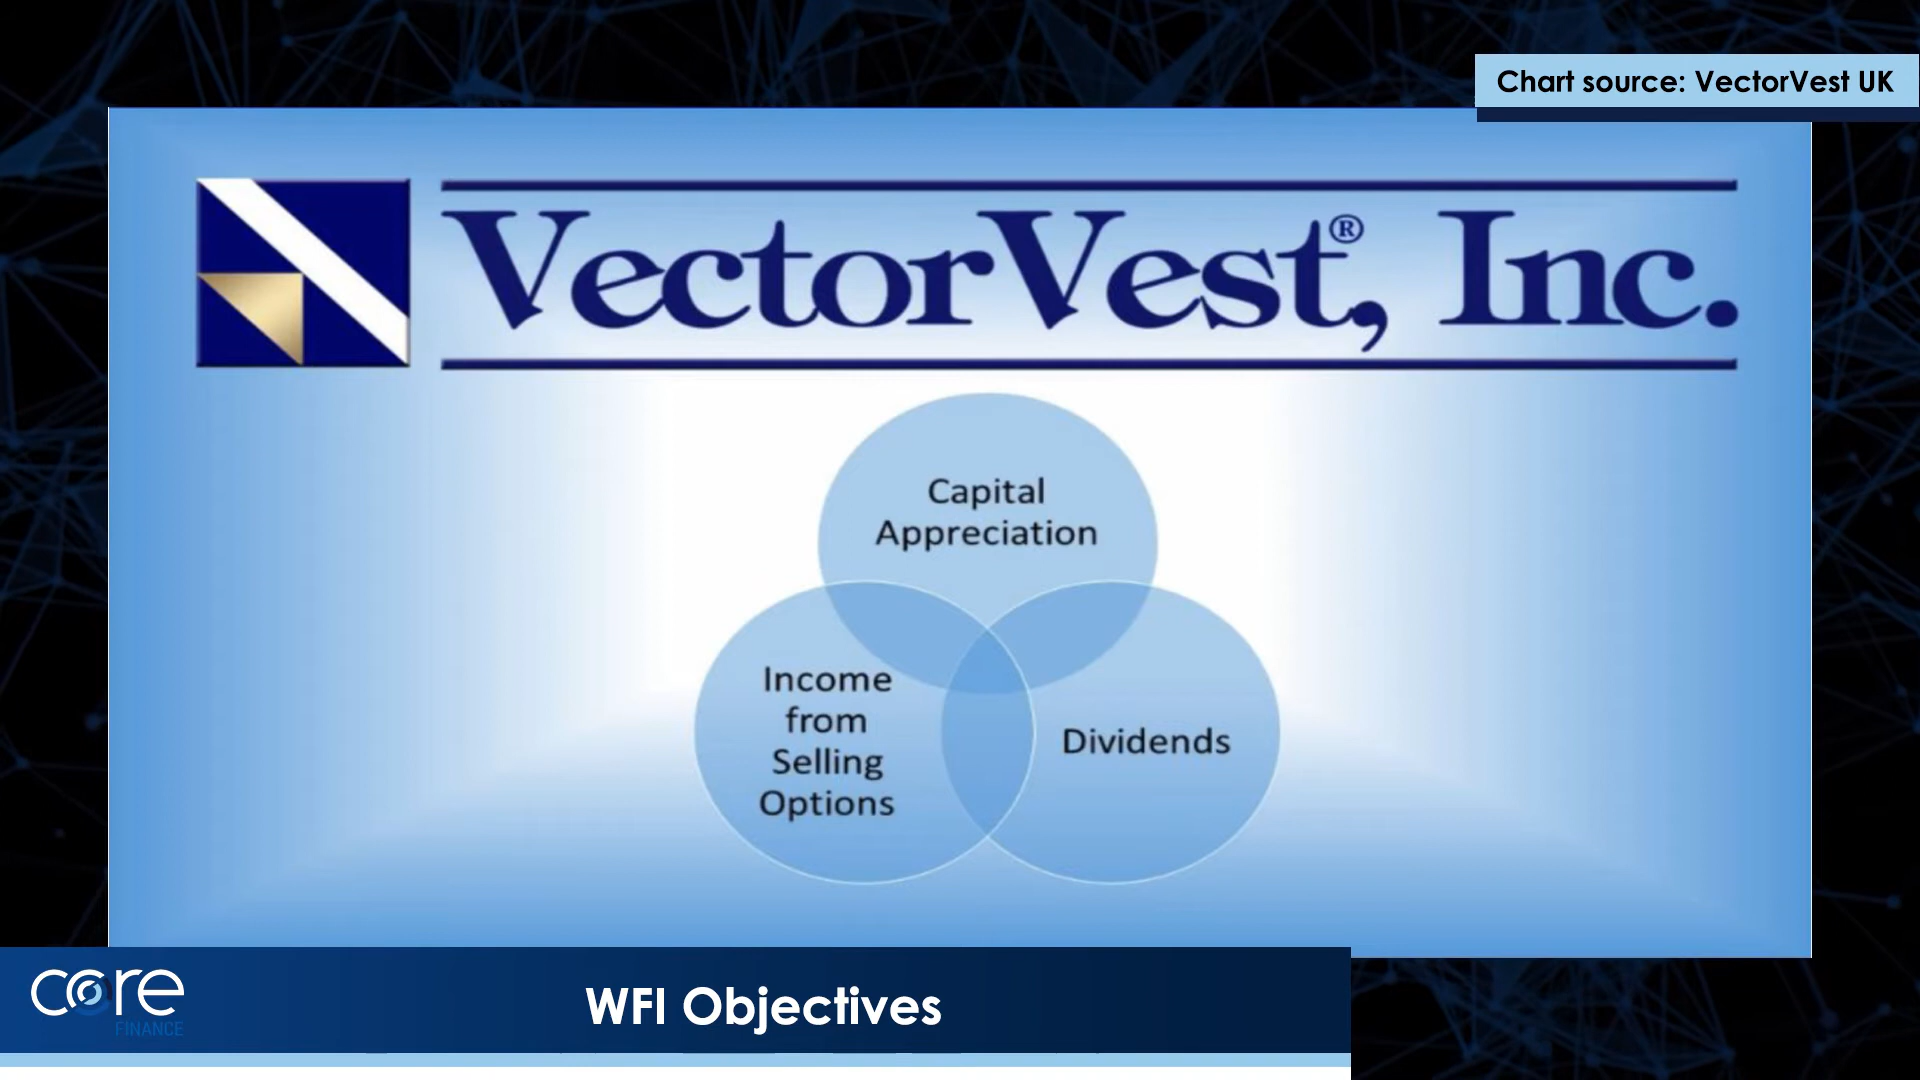 Chart source: VectorVest UK
VectorVest®, Inc.
Capital
Appreciation
Income
from
Selling
Options
Dividends
core
FINANCE
WFI Objectives